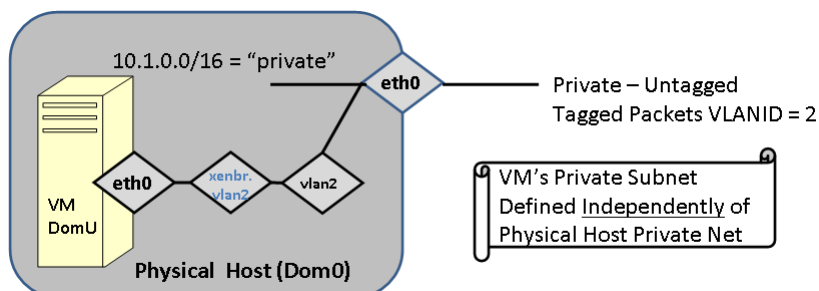 10.1.0.0/16 = “private”
eth0
Private – Untagged
Tagged Packets VLANID = 2
eth0
xenbr.
vlan2
vlan2
VM
DomU
VM's Private Subnet
Defined Independently of
Physical Host Private Net
Physical Host (Dom0)